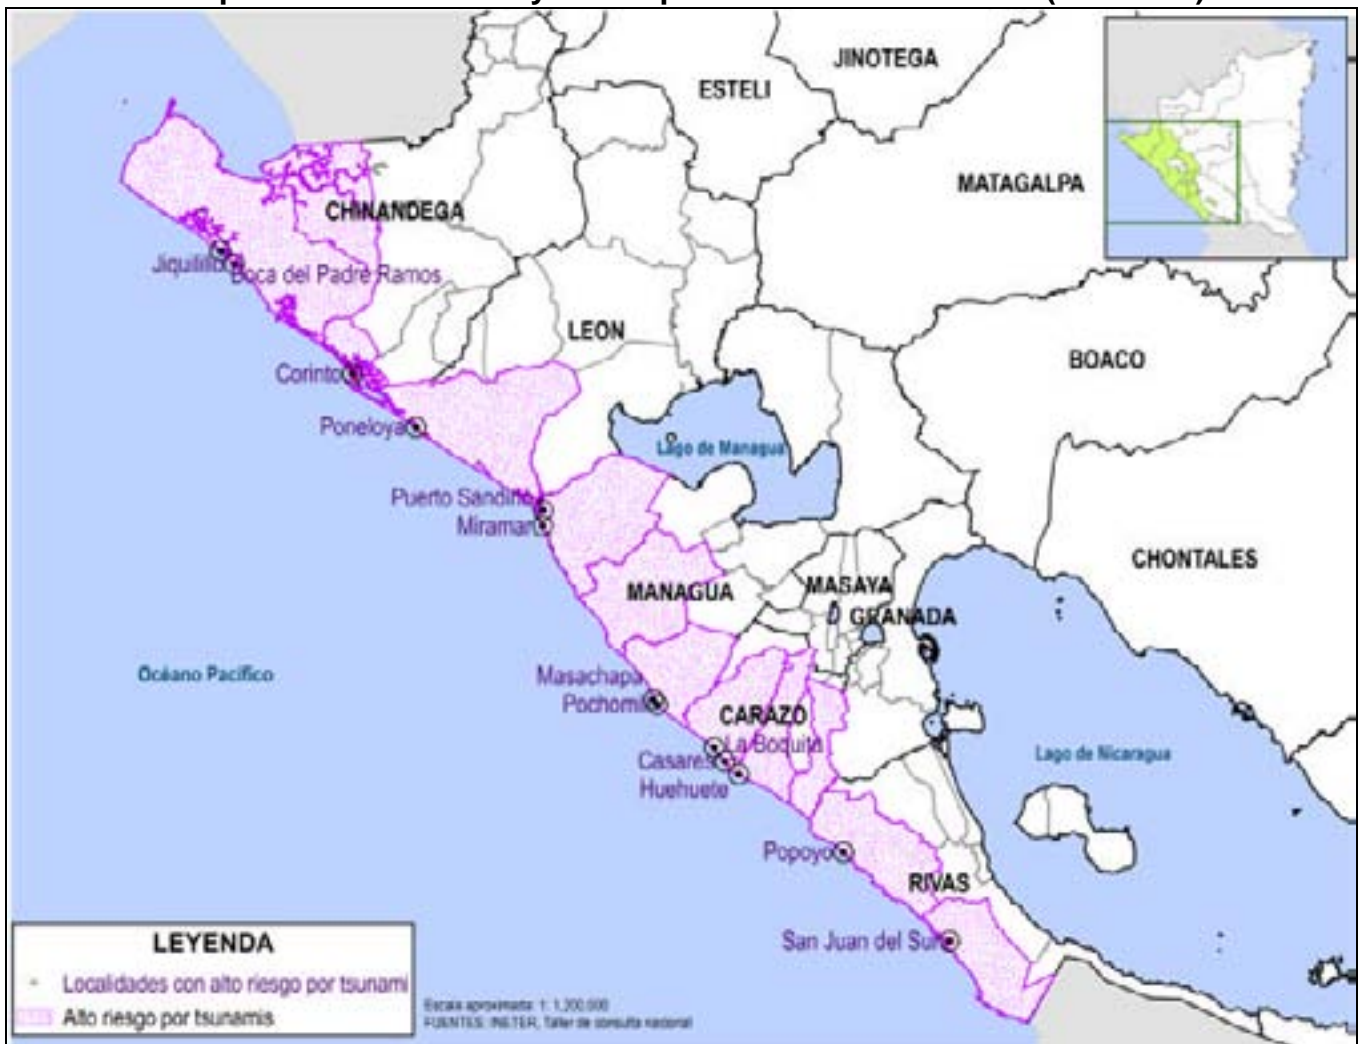 JINOTEGA
ESTELI
MATAGALPA
CHINANDEGA
Jiquilillo
Boca del Padre Ramos
LEON
BOACO
Corinto
Poneloya
Lago de Managua
Puerto Sandino
Miramar
CHONTALES
MANAGUA
MASAYA
GRANADA
Océano Pacífico
Masachapa
Pochomil
CARAZO
La Boquita
Casares
Huehuete
Lago de Nicaragua
Popoyo
RIVAS
San Juan del Sur
LEYENDA
Localidades con alto riesgo por tsunami
Alto riesgo por tsunamis
Escala aproximada: 1: 1,200,000
FUENTES: INETER, Taller de consulta nacional